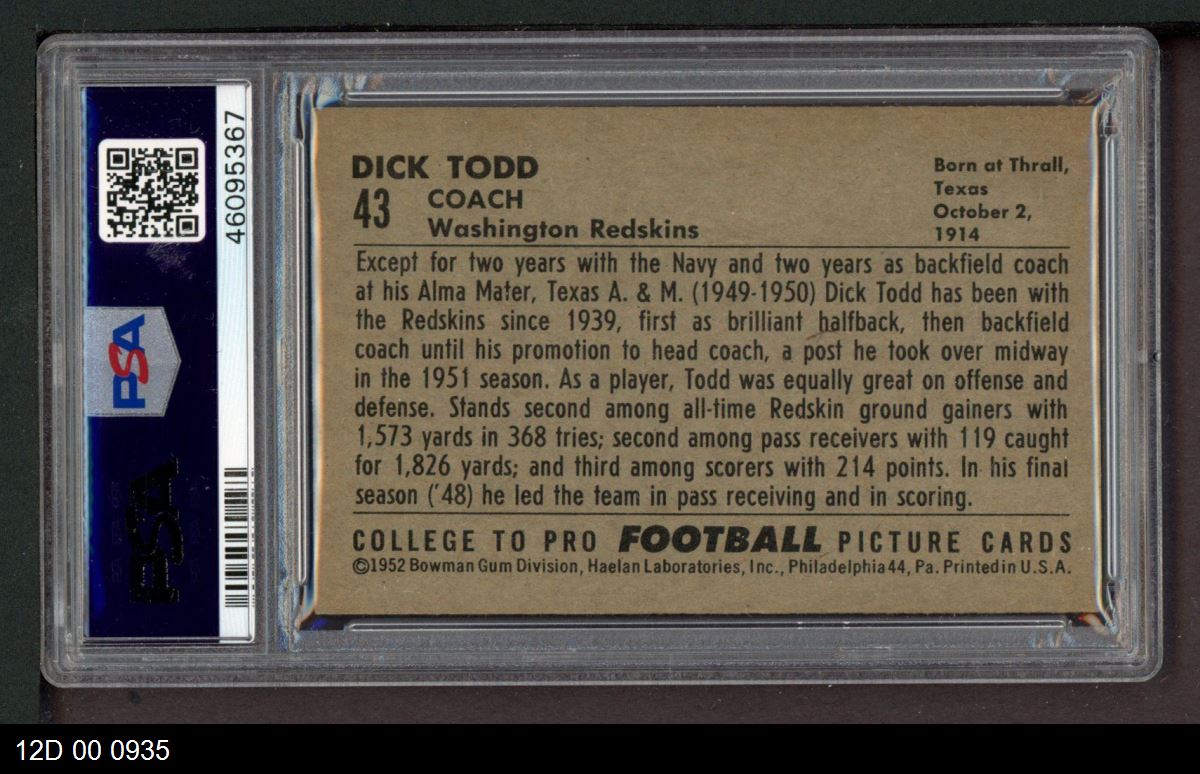 46095367
PSA
PSA
DICK TODD
43 COACH
Washington Redskins
Born at Thrall,
Texas
October 2,
1914
Except for two years with the Navy and two years as backfield coach
at his Alma Mater, Texas A. & M. (1949-1950) Dick Todd has been with
the Redskins since 1939, first as brilliant halfback, then backfield
coach until his promotion to head coach, a post he took over midway
in the 1951 season. As a player, Todd was equally great on offense and
defense. Stands second among all-time Redskin ground gainers with
1,573 yards in 368 tries; second among pass receivers with 119 caught
for 1,826 yards; and third among scorers with 214 points. In his final
season ('48) he led the team in pass receiving and in scoring.
COLLEGE TO PRO FOOTBALL PICTURE CARDS
©1952 Bowman Gum Division, Haelan Laboratories, Inc., Philadelphia 44, Pa. Printed in U.S.A.
12D 00 0935